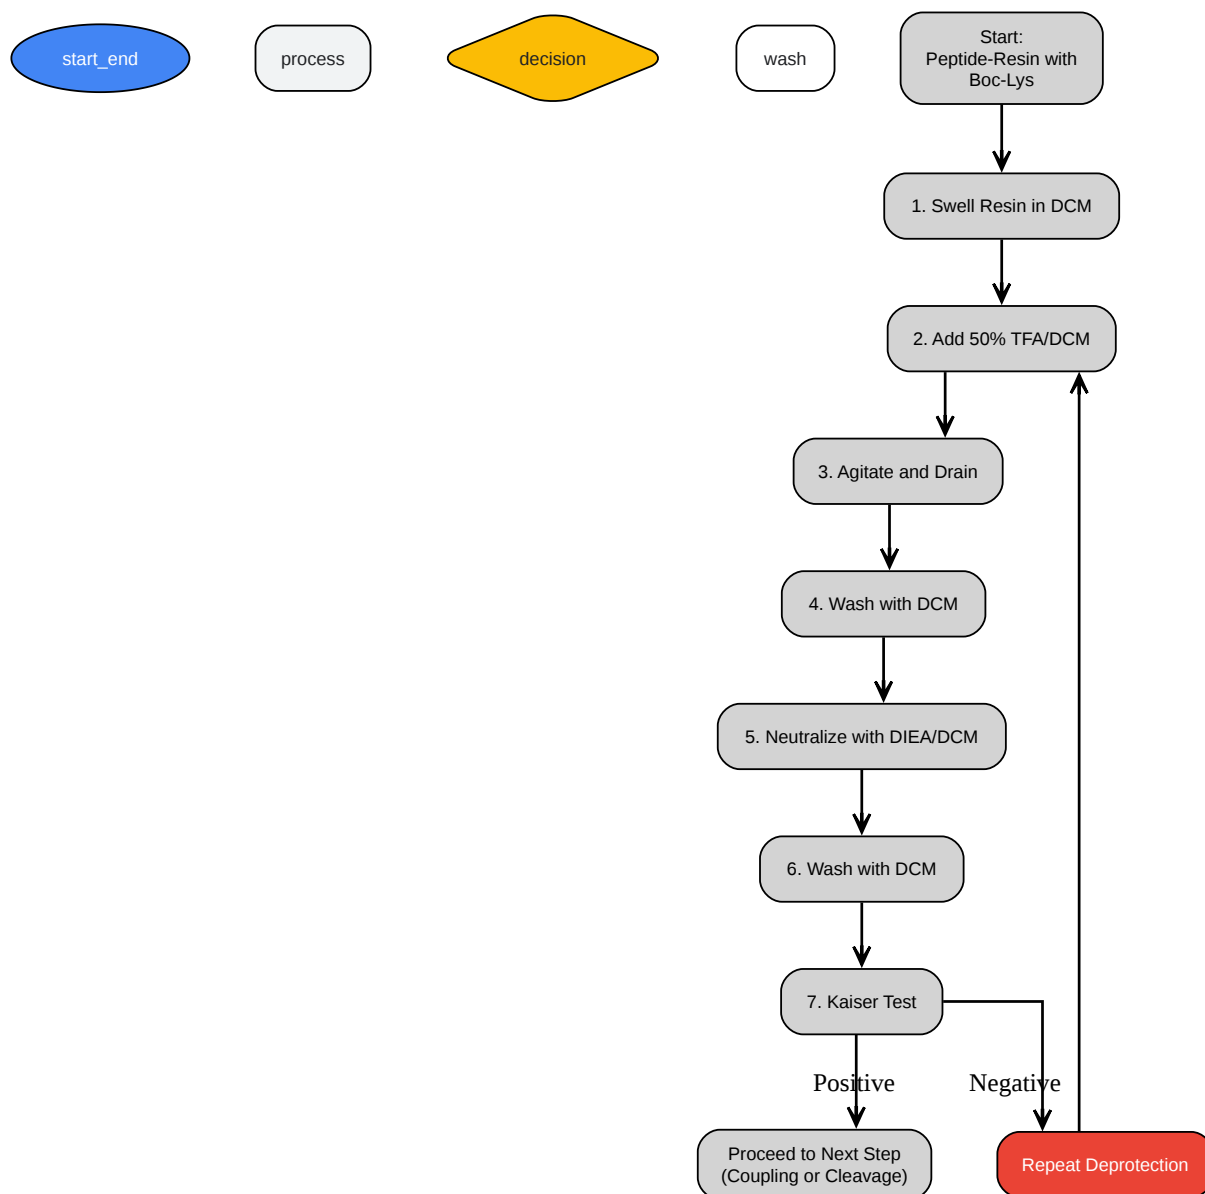 start_end
process
decision
wash
Start:
Peptide-Resin with
Boc-Lys
1. Swell Resin in DCM
2. Add 50% TFA/DCM
3. Agitate and Drain
4. Wash with DCM
5. Neutralize with DIEA/DCM
6. Wash with DCM
7. Kaiser Test
Positive
Negative
Proceed to Next Step
(Coupling or Cleavage)
Repeat Deprotection